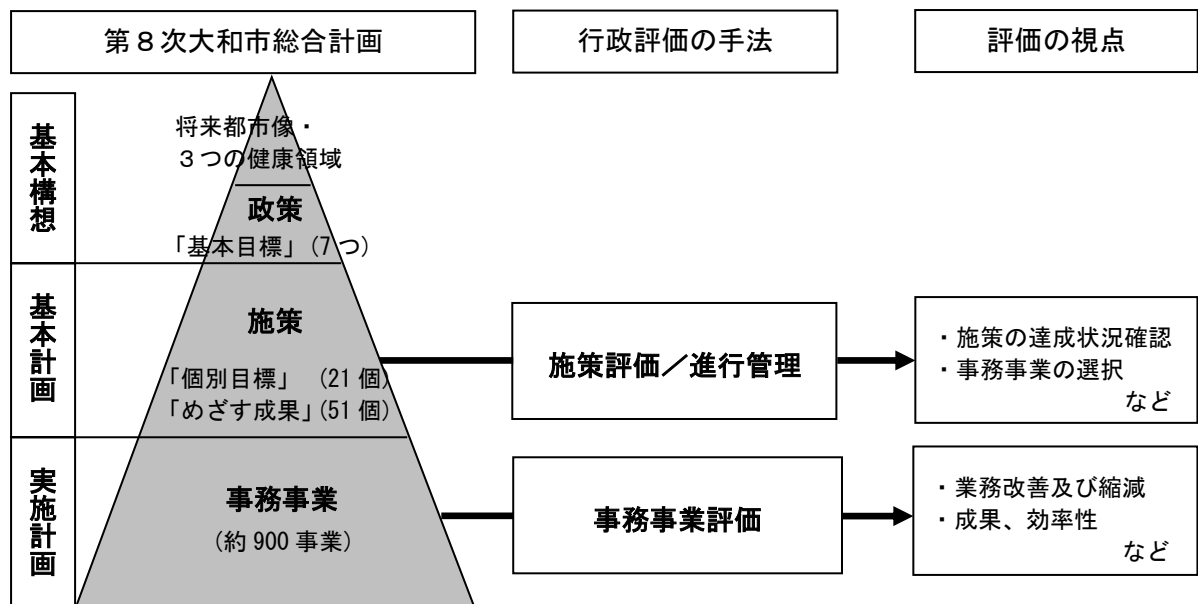 第８次大和市総合計画
行政評価の手法
評価の視点
基本構想
将来都市像・
３つの健康領域
政策
「基本目標」(7つ)
基本計画
施策
「個別目標」 (21個)
「めざす成果」(51個)
施策評価／進行管理
・施策の達成状況確認
・事務事業の選択
など
実施計画
事務事業
(約900事業)
事務事業評価
・業務改善及び縮減
・成果、効率性
など